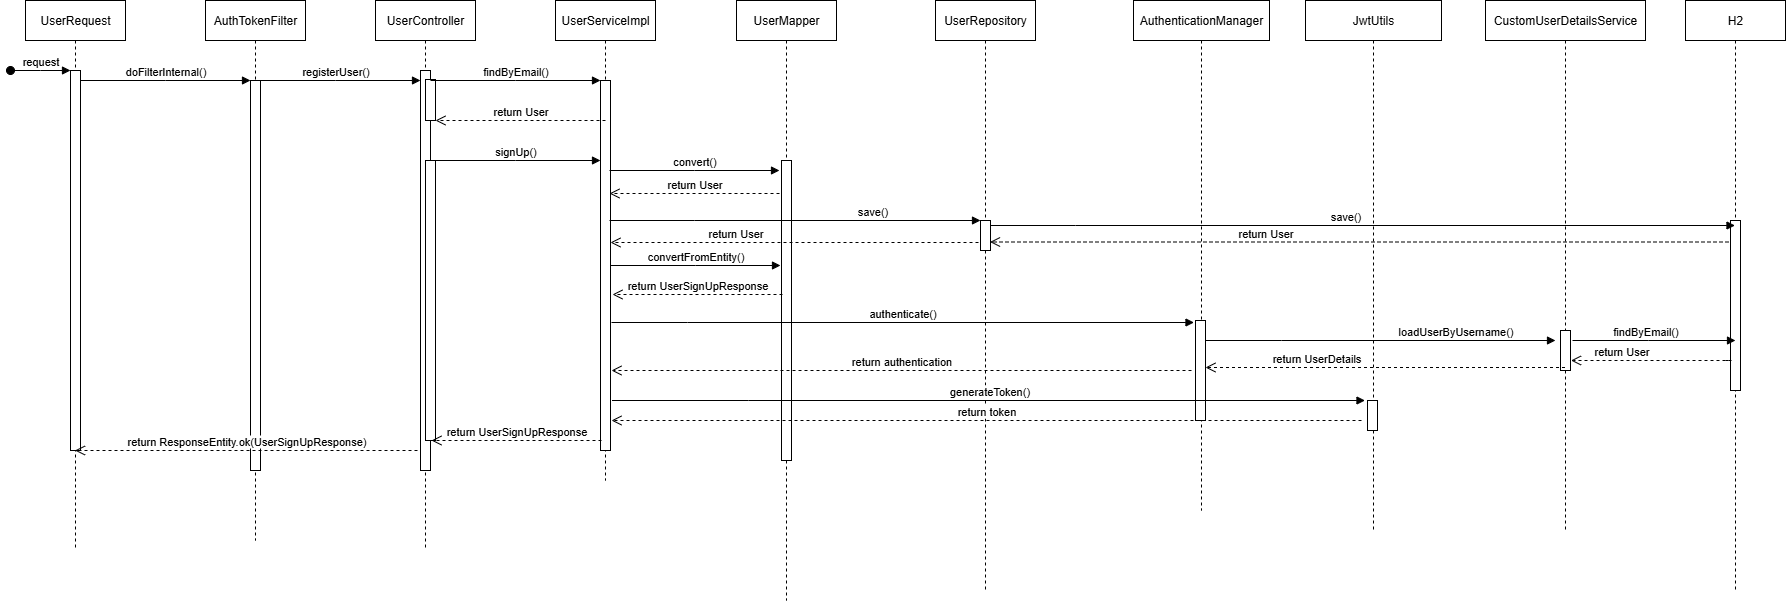 UserRequest
AuthTokenFilter
UserController
UserServiceImpl
UserMapper
UserRepository
AuthenticationManager
JwtUtils
CustomUserDetailsService
H2
request
doFilterInternal()
registerUser()
findByEmail()
return User
signUp()
convert()
return User
save()
save()
return User
return User
convertFromEntity()
return UserSignUpResponse
authenticate()
loadUserByUsername()
findByEmail()
return User
return UserDetails
return authentication
generateToken()
return token
return UserSignUpResponse
return ResponseEntity.ok(UserSignUpResponse)